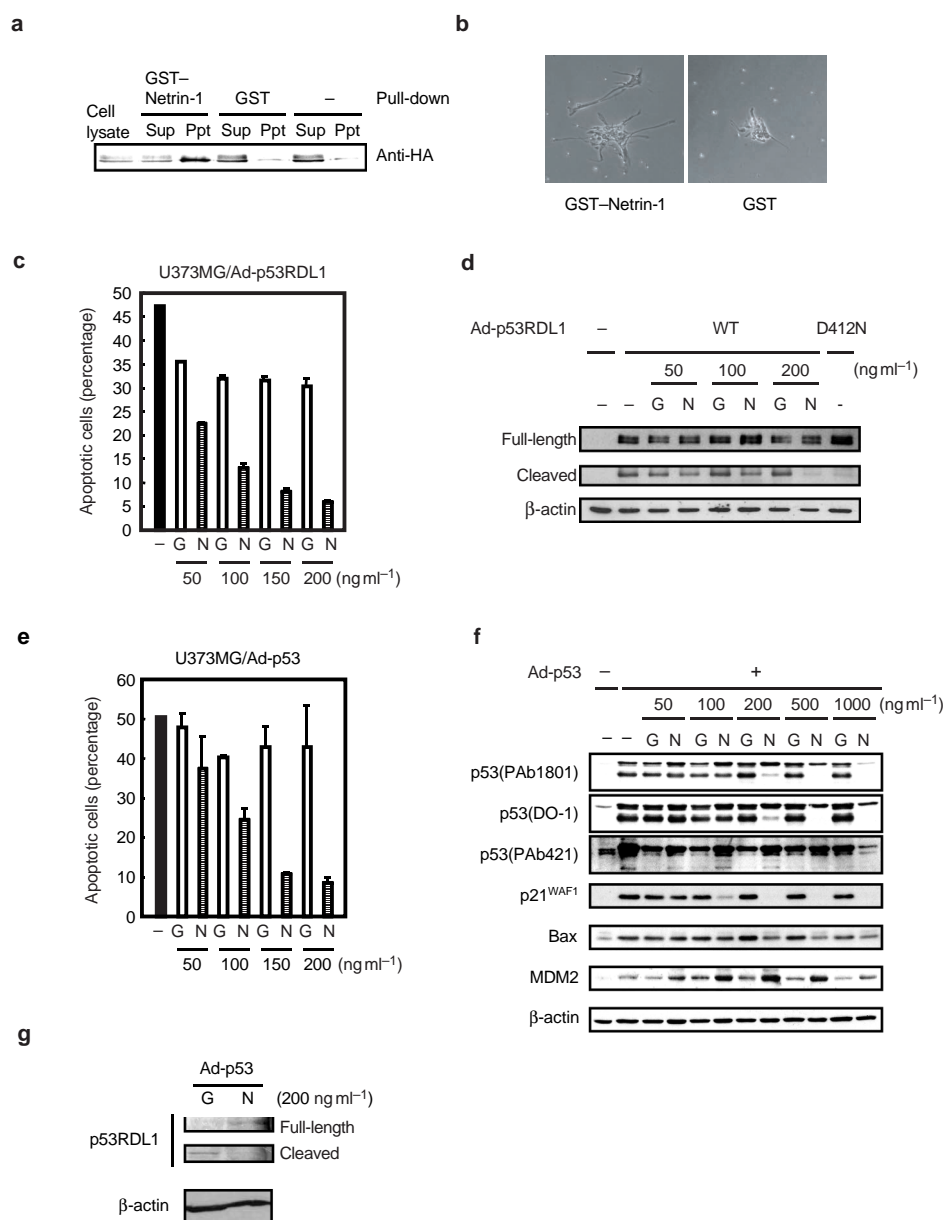 a
GST–
Netrin-1 GST – Pull-down
Cell
lysate Sup Ppt Sup Ppt Sup Ppt
Anti-HA
b
GST–Netrin-1 GST
c
U373MG/Ad-p53RDL1
Apoptotic cells (percentage)
50
45
40
35
30
25
20
15
10
5
0
– G N G N G N G N
50 100 150 200 (ng ml–1)
d
Ad-p53RDL1 – WT D412N
50 100 200 (ng ml–1)
– – G N G N G N -
Full-length
Cleaved
β-actin
e
U373MG/Ad-p53
Apoptotic cells (percentage)
60
50
40
30
20
10
0
– G N G N G N G N
50 100 150 200 (ng ml–1)
f
Ad-p53 – +
50 100 200 500 1000 (ng ml–1)
– – G N G N G N G N G N
p53(PAb1801)
p53(DO-1)
p53(PAb421)
p21WAF1
Bax
MDM2
β-actin
g
Ad-p53
G N (200 ng ml–1)
p53RDL1
Full-length
Cleaved
β-actin